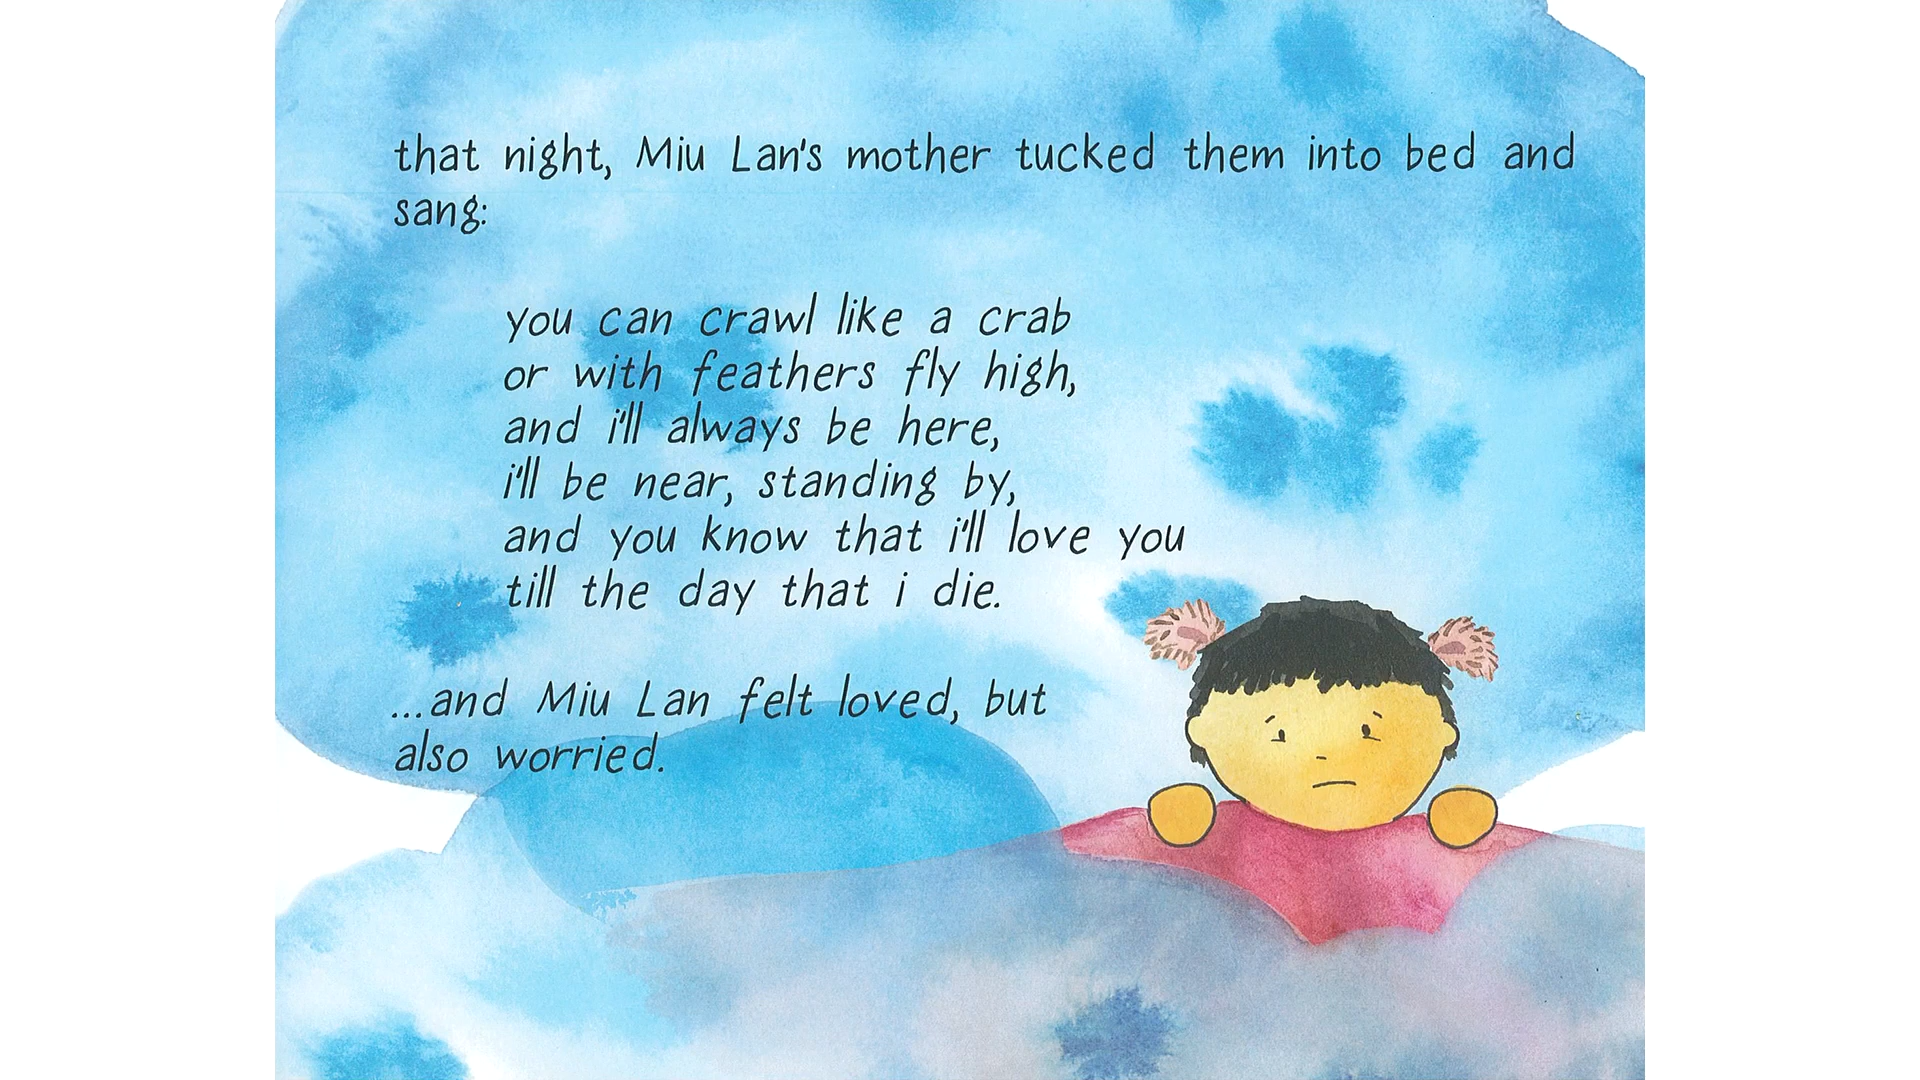 that night, Miu Lan's mother tucked them into bed and
sang:
you can crawl like a crab
or with feathers fly high,
and i'll always be here,
i'll be near, standing by,
and you know that i'll love you
till the day that i die.
...and Miu Lan felt loved, but
also worried.